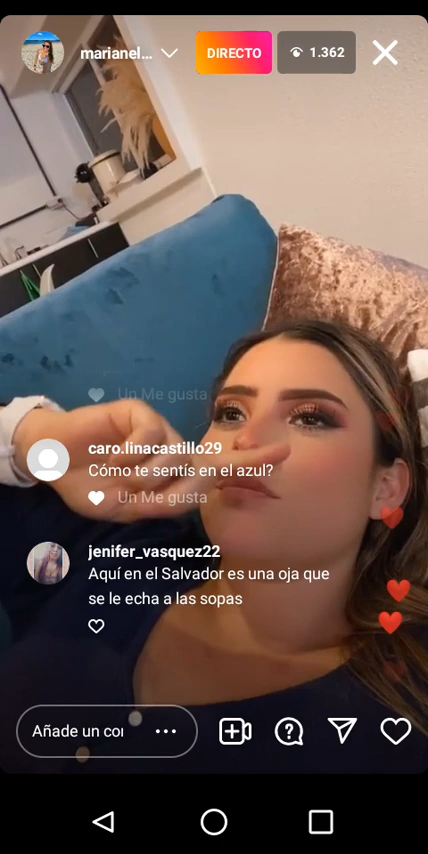 marianel...
DIRECTO
1.362
Un Me gusta
caro.linacastillo29
Cómo te sentís en el azul?
Un Me gusta
jenifer_vasquez22
Aquí en el Salvador es una oja que
se le echa a las sopas
Añade un co